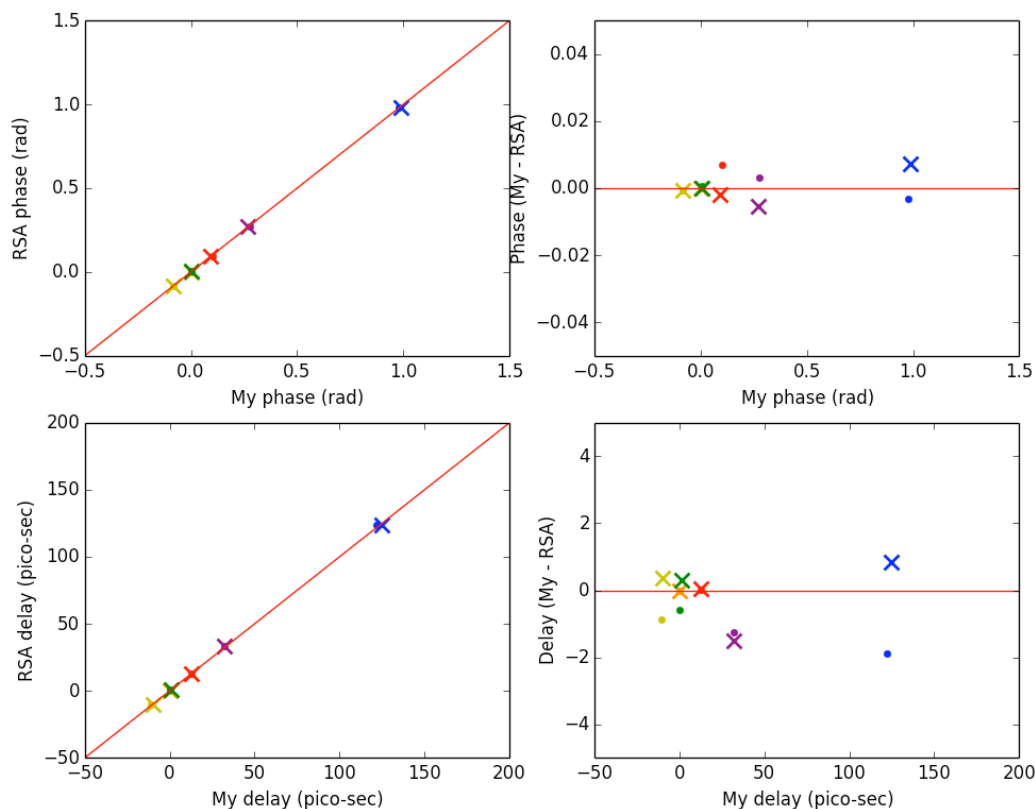 1.5
1.0
0.5
0.0
−0.5
RSA phase (rad)
−0.5 0.0 0.5 1.0 1.5
My phase (rad)
0.04
0.02
0.00
−0.02
−0.04
Phase (My - RSA)
−0.5 0.0 0.5 1.0 1.5
My phase (rad)
200
150
100
50
0
−50
RSA delay (pico-sec)
−50 0 50 100 150 200
My delay (pico-sec)
4
2
0
−2
−4
Delay (My - RSA)
−50 0 50 100 150 200
My delay (pico-sec)